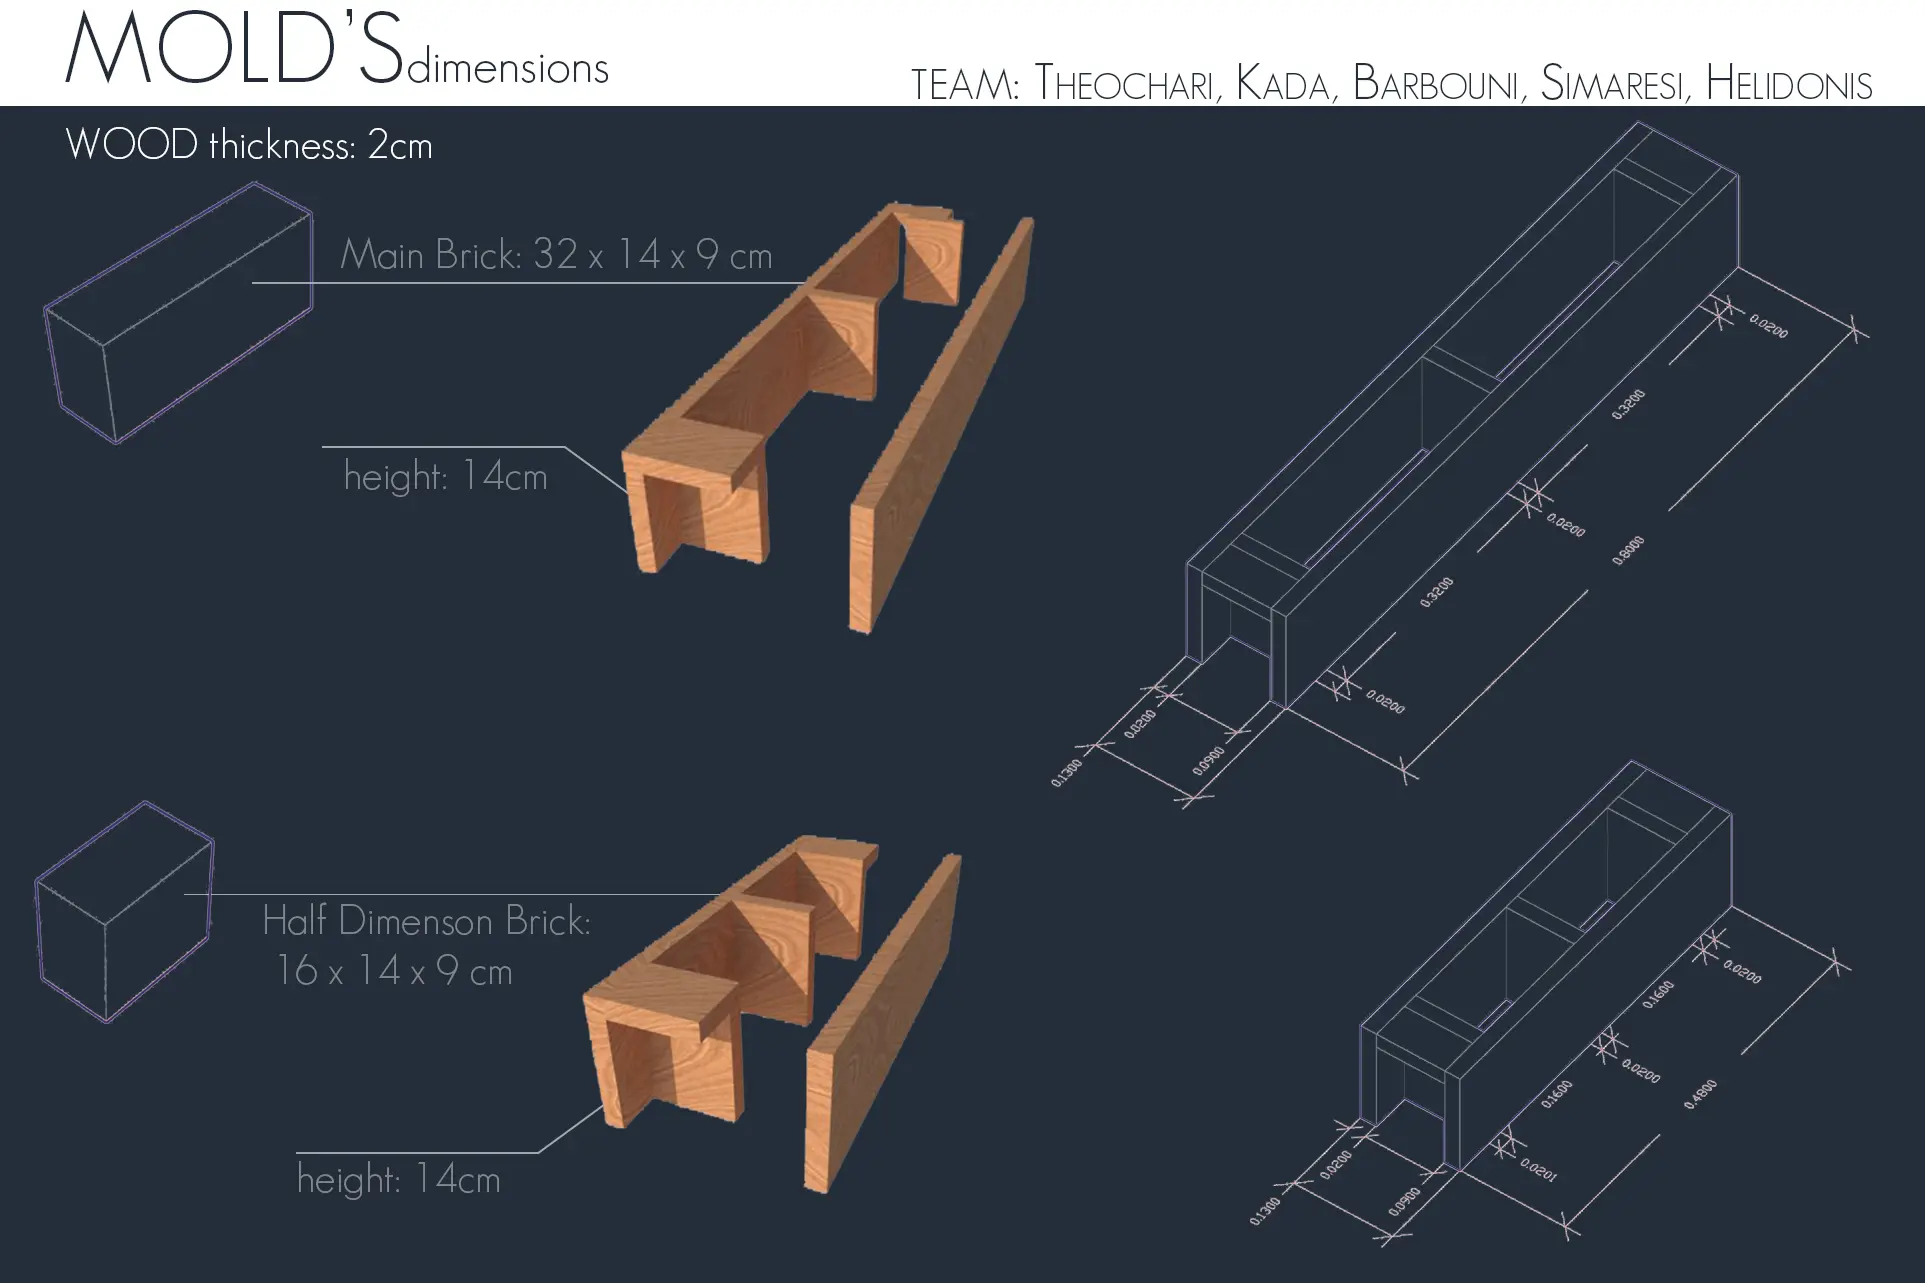 MOLD'S dimensions
TEAM: THEOCHARI, KADA, BARBOUNI, SIMARESI, HELIDONIS
WOOD thickness: 2cm
Main Brick: 32 x 14 x 9 cm
height: 14cm
0.0200
0.3200
0.0200
0.8000
0.3200
0.0200
0.0200
0.0900
0.1300
Half Dimenson Brick:
16 x 14 x 9 cm
height: 14cm
0.0200
0.1600
0.0200
0.4800
0.1600
0.0201
0.0200
0.0900
0.1300